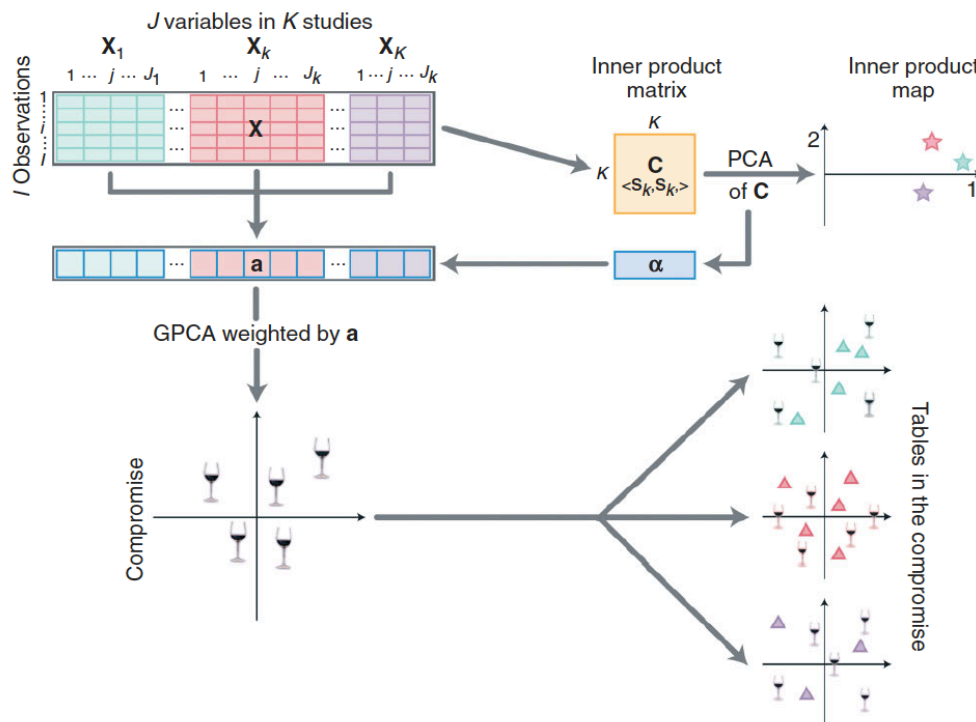 J variables in K studies
X1 Xk XK
1 ... j ... J1 1 ... j ... Jk 1 ... j ... Jk
I Observations
1 ... i ... I
... X ...
Inner product
matrix
K
K
C
<Sk,Sk,>
PCA
of C
Inner product
map
2
1
... a ...
α
GPCA weighted by a
Compromise
Tables in the compromise